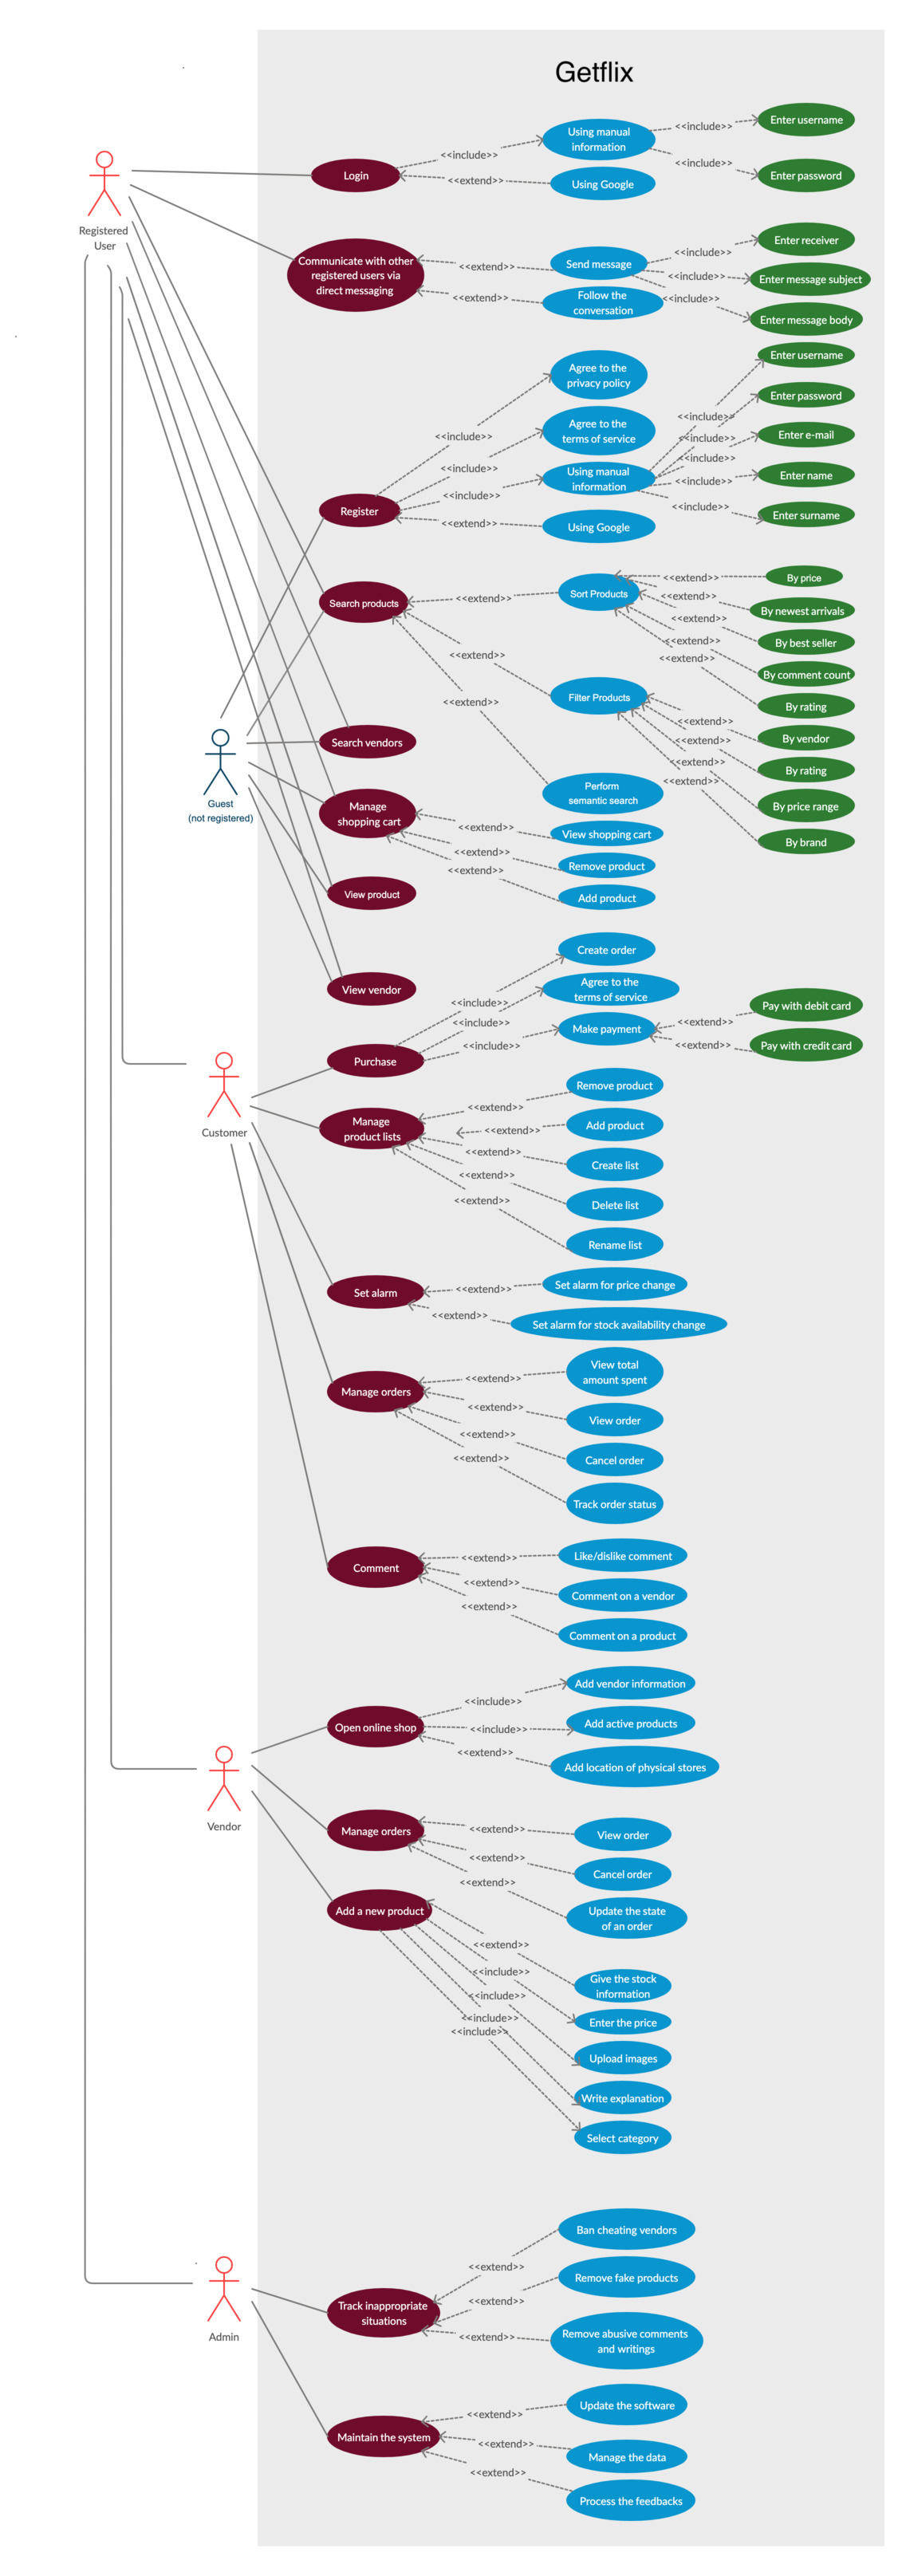 Getflix
Enter username
Using manual
information
<<include>>
<<include>>
<<include>>
Login
<<extend>>
Using Google
Enter password
Registered
User
Communicate with other
registered users via
direct messaging
<<extend>>
Send message
<<include>>
Enter receiver
<<include>>
Enter message subject
<<extend>>
Follow the
conversation
<<include>>
Enter message body
Enter username
Agree to the
privacy policy
Enter password
<<include>>
<<include>>
Agree to the
terms of service
<<include>>
Enter e-mail
<<include>>
<<include>>
Using manual
information
<<include>>
Enter name
<<include>>
Register
<<include>>
Enter surname
<<extend>>
Using Google
Search products
<<extend>>
Sort Products
<<extend>>
By price
<<extend>>
By newest arrivals
<<extend>>
By best seller
<<extend>>
By comment count
<<extend>>
By rating
<<extend>>
Filter Products
<<extend>>
By vendor
<<extend>>
By rating
<<extend>>
By price range
<<extend>>
By brand
<<extend>>
Perform
semantic search
Search vendors
Guest
(not registered)
Manage
shopping cart
<<extend>>
View shopping cart
<<extend>>
Remove product
<<extend>>
Add product
View product
View vendor
Create order
<<include>>
Agree to the
terms of service
<<include>>
Make payment
<<include>>
Purchase
<<extend>>
Pay with debit card
<<extend>>
Pay with credit card
Customer
Manage
product lists
<<extend>>
Remove product
<<extend>>
Add product
<<extend>>
Create list
<<extend>>
Delete list
<<extend>>
Rename list
Set alarm
<<extend>>
Set alarm for price change
<<extend>>
Set alarm for stock availability change
Manage orders
<<extend>>
View total
amount spent
<<extend>>
View order
<<extend>>
Cancel order
<<extend>>
Track order status
Comment
<<extend>>
Like/dislike comment
<<extend>>
Comment on a vendor
<<extend>>
Comment on a product
Open online shop
<<include>>
Add vendor information
<<include>>
Add active products
<<extend>>
Add location of physical stores
Vendor
Manage orders
<<extend>>
View order
<<extend>>
Cancel order
<<extend>>
Update the state
of an order
Add a new product
<<extend>>
Give the stock
information
<<include>>
Enter the price
<<include>>
Upload images
<<include>>
Write explanation
<<include>>
Select category
Admin
Track inappropriate
situations
<<extend>>
Ban cheating vendors
<<extend>>
Remove fake products
<<extend>>
Remove abusive comments
and writings
Maintain the system
<<extend>>
Update the software
<<extend>>
Manage the data
<<extend>>
Process the feedbacks